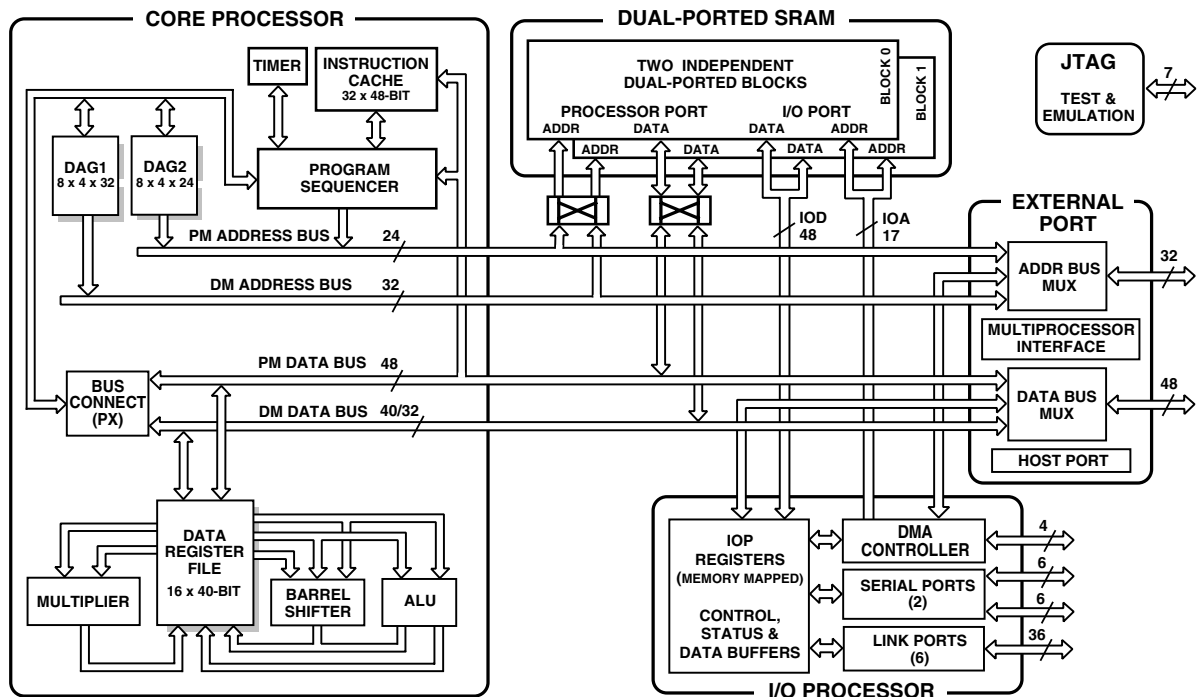 CORE PROCESSOR
TIMER
INSTRUCTION
CACHE
32 x 48-BIT
DAG1
8 x 4 x 32
DAG2
8 x 4 x 24
PROGRAM
SEQUENCER
PM ADDRESS BUS
24
DM ADDRESS BUS
32
PM DATA BUS
48
BUS
CONNECT
(PX)
DM DATA BUS
40/32
DATA
REGISTER
FILE
16 x 40-BIT
MULTIPLIER
BARREL
SHIFTER
ALU
DUAL-PORTED SRAM
TWO INDEPENDENT
DUAL-PORTED BLOCKS
BLOCK 0
BLOCK 1
PROCESSOR PORT
I/O PORT
ADDR
DATA
DATA
ADDR
ADDR
DATA
DATA
ADDR
IOD
48
IOA
17
JTAG
TEST &
EMULATION
7
EXTERNAL
PORT
ADDR BUS
MUX
32
MULTIPROCESSOR
INTERFACE
DATA BUS
MUX
48
HOST PORT
IOP
REGISTERS
(MEMORY MAPPED)
CONTROL,
STATUS &
DATA BUFFERS
DMA
CONTROLLER
4
SERIAL PORTS
(2)
6
6
LINK PORTS
(6)
36
I/O PROCESSOR